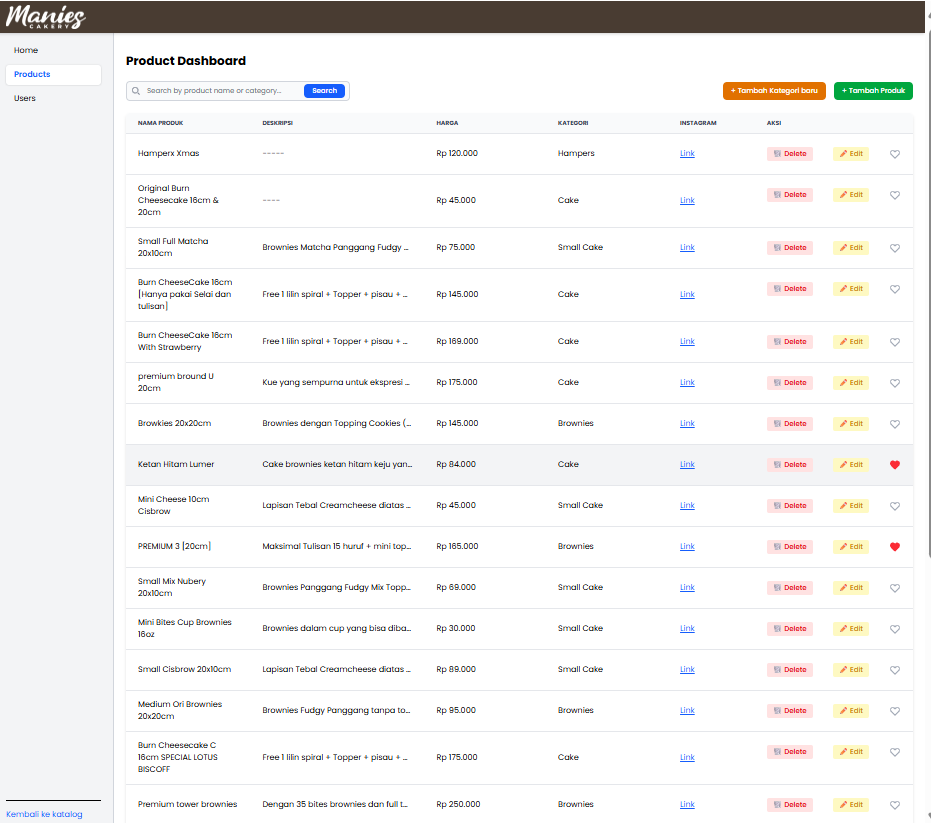 Manies
CAKERY
Home
Products
Users
Kembali ke katalog
Product Dashboard
Search by product name or category...
Search
+ Tambah Kategori baru
+ Tambah Produk
NAMA PRODUK DESKRIPSI HARGA KATEGORI INSTAGRAM AKSI
Hamperx Xmas ----- Rp 120.000 Hampers Link Delete Edit
Original Burn
Cheesecake 16cm &
20cm
---- Rp 45.000 Cake Link Delete Edit
Small Full Matcha
20x10cm
Brownies Matcha Panggang Fudgy ... Rp 75.000 Small Cake Link Delete Edit
Burn CheeseCake 16cm
[Hanya pakai Selai dan
tulisan]
Free 1 lilin spiral + Topper + pisau + ... Rp 145.000 Cake Link Delete Edit
Burn CheeseCake 16cm
With Strawberry
Free 1 lilin spiral + Topper + pisau + ... Rp 169.000 Cake Link Delete Edit
premium bround U
20cm
Kue yang sempurna untuk ekspresi ... Rp 175.000 Cake Link Delete Edit
Browkies 20x20cm Brownies dengan Topping Cookies (... Rp 145.000 Brownies Link Delete Edit
Ketan Hitam Lumer Cake brownies ketan hitam keju yan... Rp 84.000 Cake Link Delete Edit
Mini Cheese 10cm
Cisbrow
Lapisan Tebal Creamcheese diatas ... Rp 45.000 Small Cake Link Delete Edit
PREMIUM 3 [20cm] Maksimal Tulisan 15 huruf + mini top... Rp 165.000 Brownies Link Delete Edit
Small Mix Nubery
20x10cm
Brownies Panggang Fudgy Mix Topp... Rp 69.000 Small Cake Link Delete Edit
Mini Bites Cup Brownies
16oz
Brownies dalam cup yang bisa diba... Rp 30.000 Small Cake Link Delete Edit
Small Cisbrow 20x10cm Lapisan Tebal Creamcheese diatas ... Rp 89.000 Small Cake Link Delete Edit
Medium Ori Brownies
20x20cm
Brownies Fudgy Panggang tanpa to... Rp 95.000 Brownies Link Delete Edit
Burn Cheesecake C
16cm SPECIAL LOTUS
BISCOFF
Free 1 lilin spiral + Topper + pisau + ... Rp 175.000 Cake Link Delete Edit
Premium tower brownies Dengan 35 bites brownies dan full t... Rp 250.000 Brownies Link Delete Edit